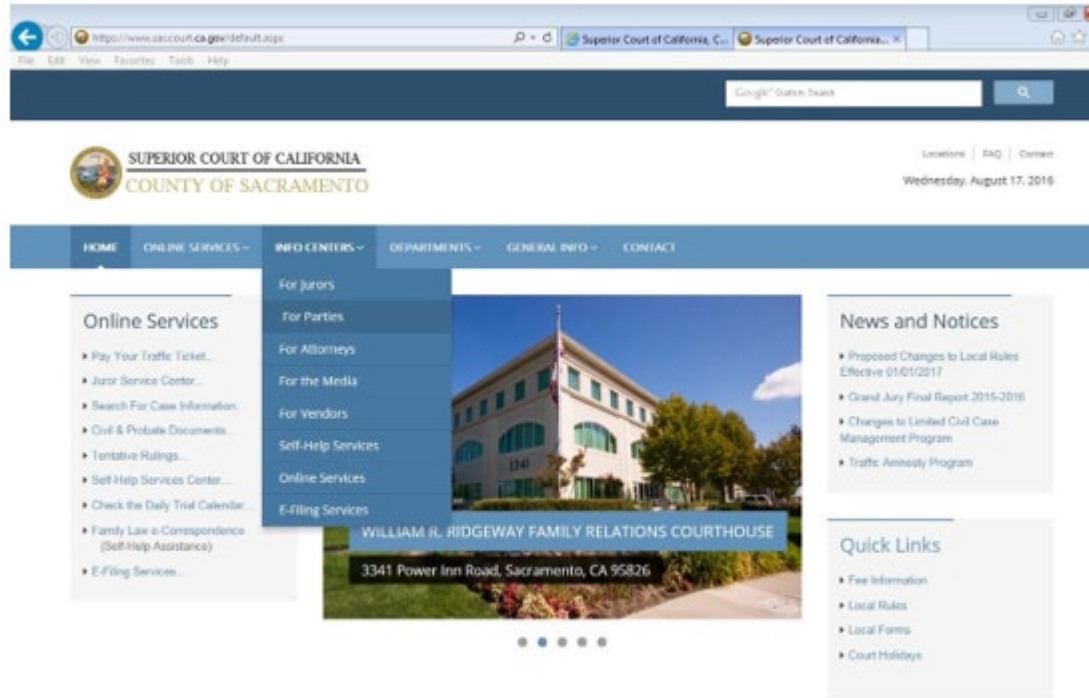 https://www.saccourt.ca.gov/default.aspx
Superior Court of California, C...
Superior Court of California...
File Edit View Favorites Tools Help
Google™ Custom Search
SUPERIOR COURT OF CALIFORNIA
COUNTY OF SACRAMENTO
Locations | FAQ | Contact
Wednesday, August 17, 2016
HOME ONLINE SERVICES INFO CENTERS DEPARTMENTS GENERAL INFO CONTACT
For Jurors
For Parties
For Attorneys
For the Media
For Vendors
Self-Help Services
Online Services
E-Filing Services
Online Services
Pay Your Traffic Ticket...
Juror Service Center...
Search For Case Information...
Civil & Probate Documents...
Tentative Rulings...
Self Help Services Center...
Check the Daily Trial Calendar...
Family Law e-Correspondence
(Self-Help Assistance)
E-Filing Services...
3341
WILLIAM R. RIDGEWAY FAMILY RELATIONS COURTHOUSE
3341 Power Inn Road, Sacramento, CA 95826
News and Notices
Proposed Changes to Local Rules
Effective 01/01/2017
Grand Jury Final Report 2015-2016
Changes to Limited Civil Case
Management Program
Traffic Amnesty Program
Quick Links
Fee Information
Local Rules
Local Forms
Court Holidays